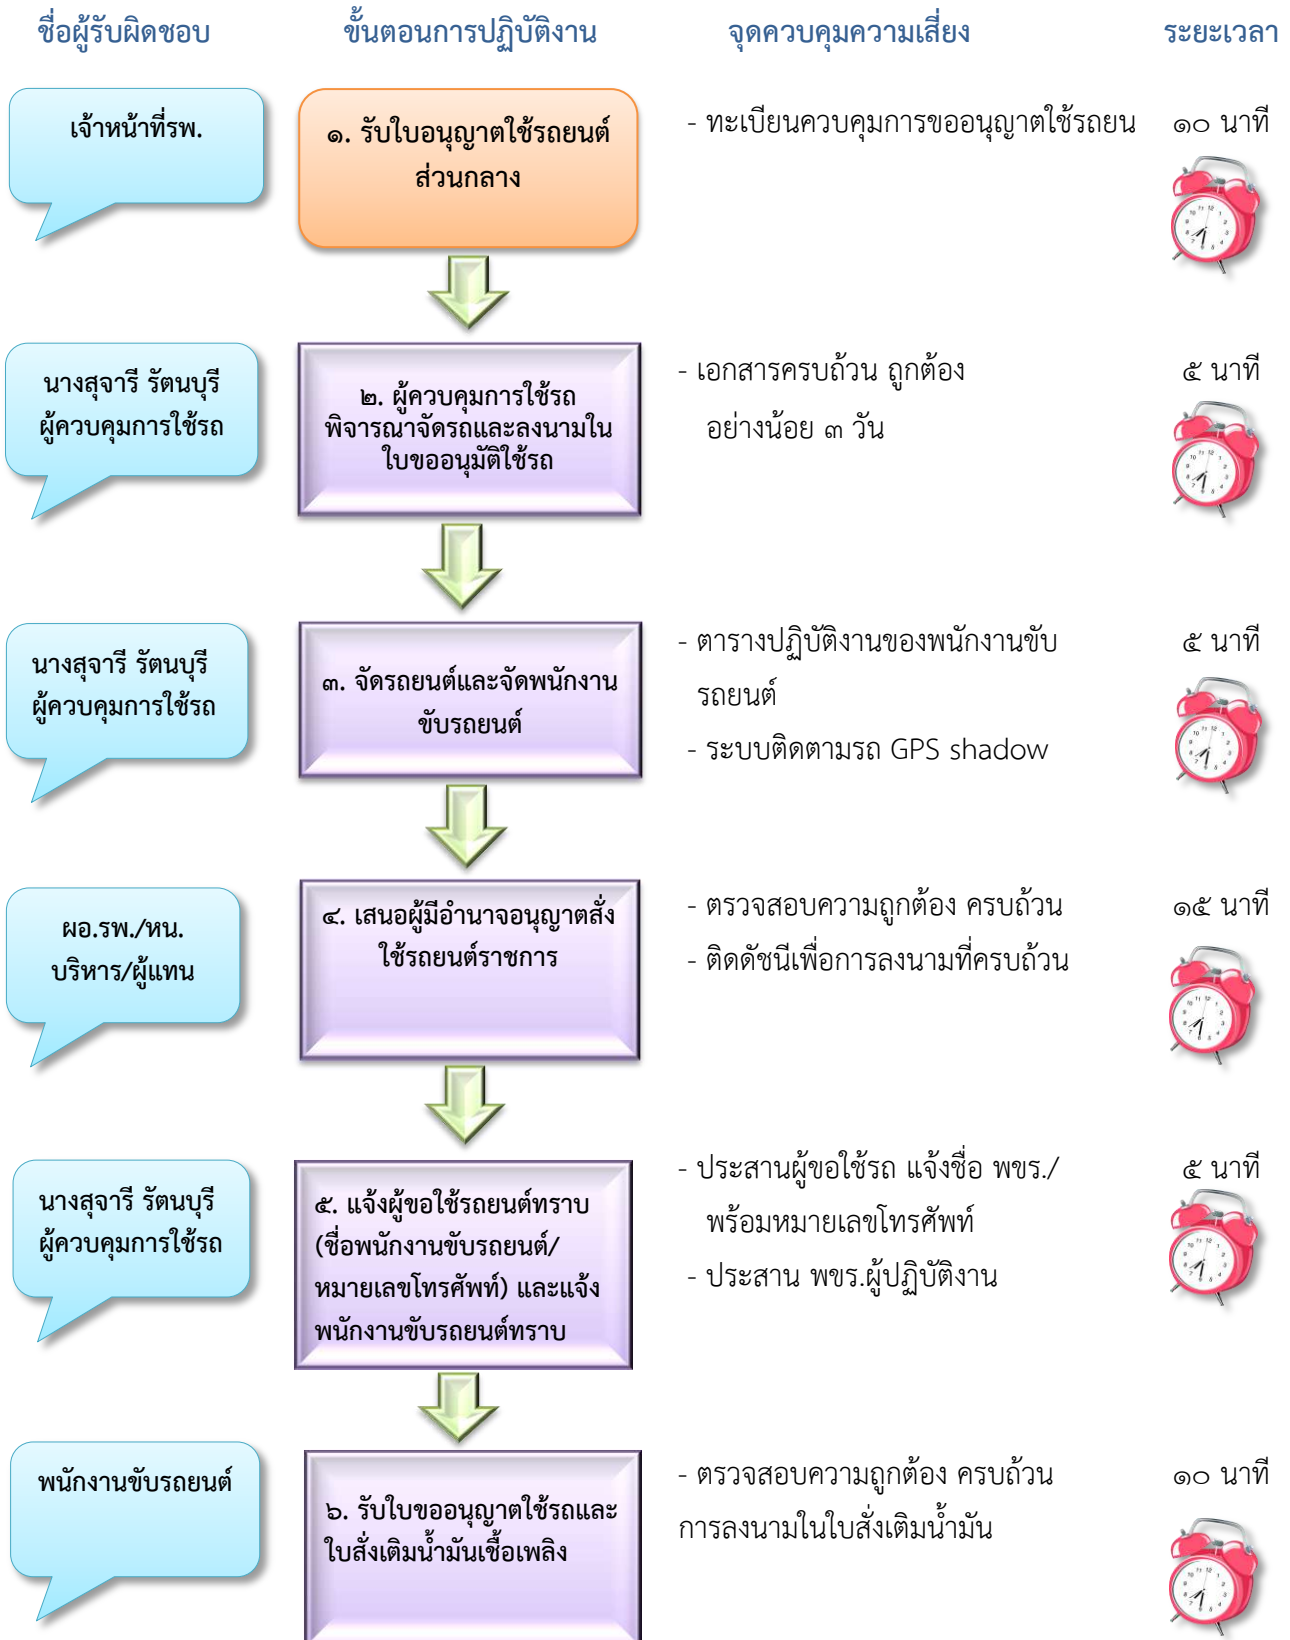 ชื่อผู้รับผิดชอบ ขั้นตอนการปฏิบัติงาน จุดควบคุมความเสี่ยง ระยะเวลา
เจ้าหน้าที่รพ.
๑. รับใบอนุญาตใช้รถยนต์
ส่วนกลาง
- ทะเบียนควบคุมการขออนุญาตใช้รถยน
๑๐ นาที
นางสุจารี รัตนบุรี
ผู้ควบคุมการใช้รถ
๒. ผู้ควบคุมการใช้รถ
พิจารณาจัดรถและลงนามใน
ใบขออนุมัติใช้รถ
- เอกสารครบถ้วน ถูกต้อง
อย่างน้อย ๓ วัน
๕ นาที
นางสุจารี รัตนบุรี
ผู้ควบคุมการใช้รถ
๓. จัดรถยนต์และจัดพนักงาน
ขับรถยนต์
- ตารางปฏิบัติงานของพนักงานขับ
รถยนต์
- ระบบติดตามรถ GPS shadow
๕ นาที
ผอ.รพ./หน.
บริหาร/ผู้แทน
๔. เสนอผู้มีอำนาจอนุญาตสั่ง
ใช้รถยนต์ราชการ
- ตรวจสอบความถูกต้อง ครบถ้วน
- ติดดัชนีเพื่อการลงนามที่ครบถ้วน
๑๕ นาที
นางสุจารี รัตนบุรี
ผู้ควบคุมการใช้รถ
๕. แจ้งผู้ขอใช้รถยนต์ทราบ
(ชื่อพนักงานขับรถยนต์/
หมายเลขโทรศัพท์) และแจ้ง
พนักงานขับรถยนต์ทราบ
- ประสานผู้ขอใช้รถ แจ้งชื่อ พขร./
พร้อมหมายเลขโทรศัพท์
- ประสาน พขร.ผู้ปฏิบัติงาน
๕ นาที
พนักงานขับรถยนต์
๖. รับใบขออนุญาตใช้รถและ
ใบสั่งเติมน้ำมันเชื้อเพลิง
- ตรวจสอบความถูกต้อง ครบถ้วน
การลงนามในใบสั่งเติมน้ำมัน
๑๐ นาที